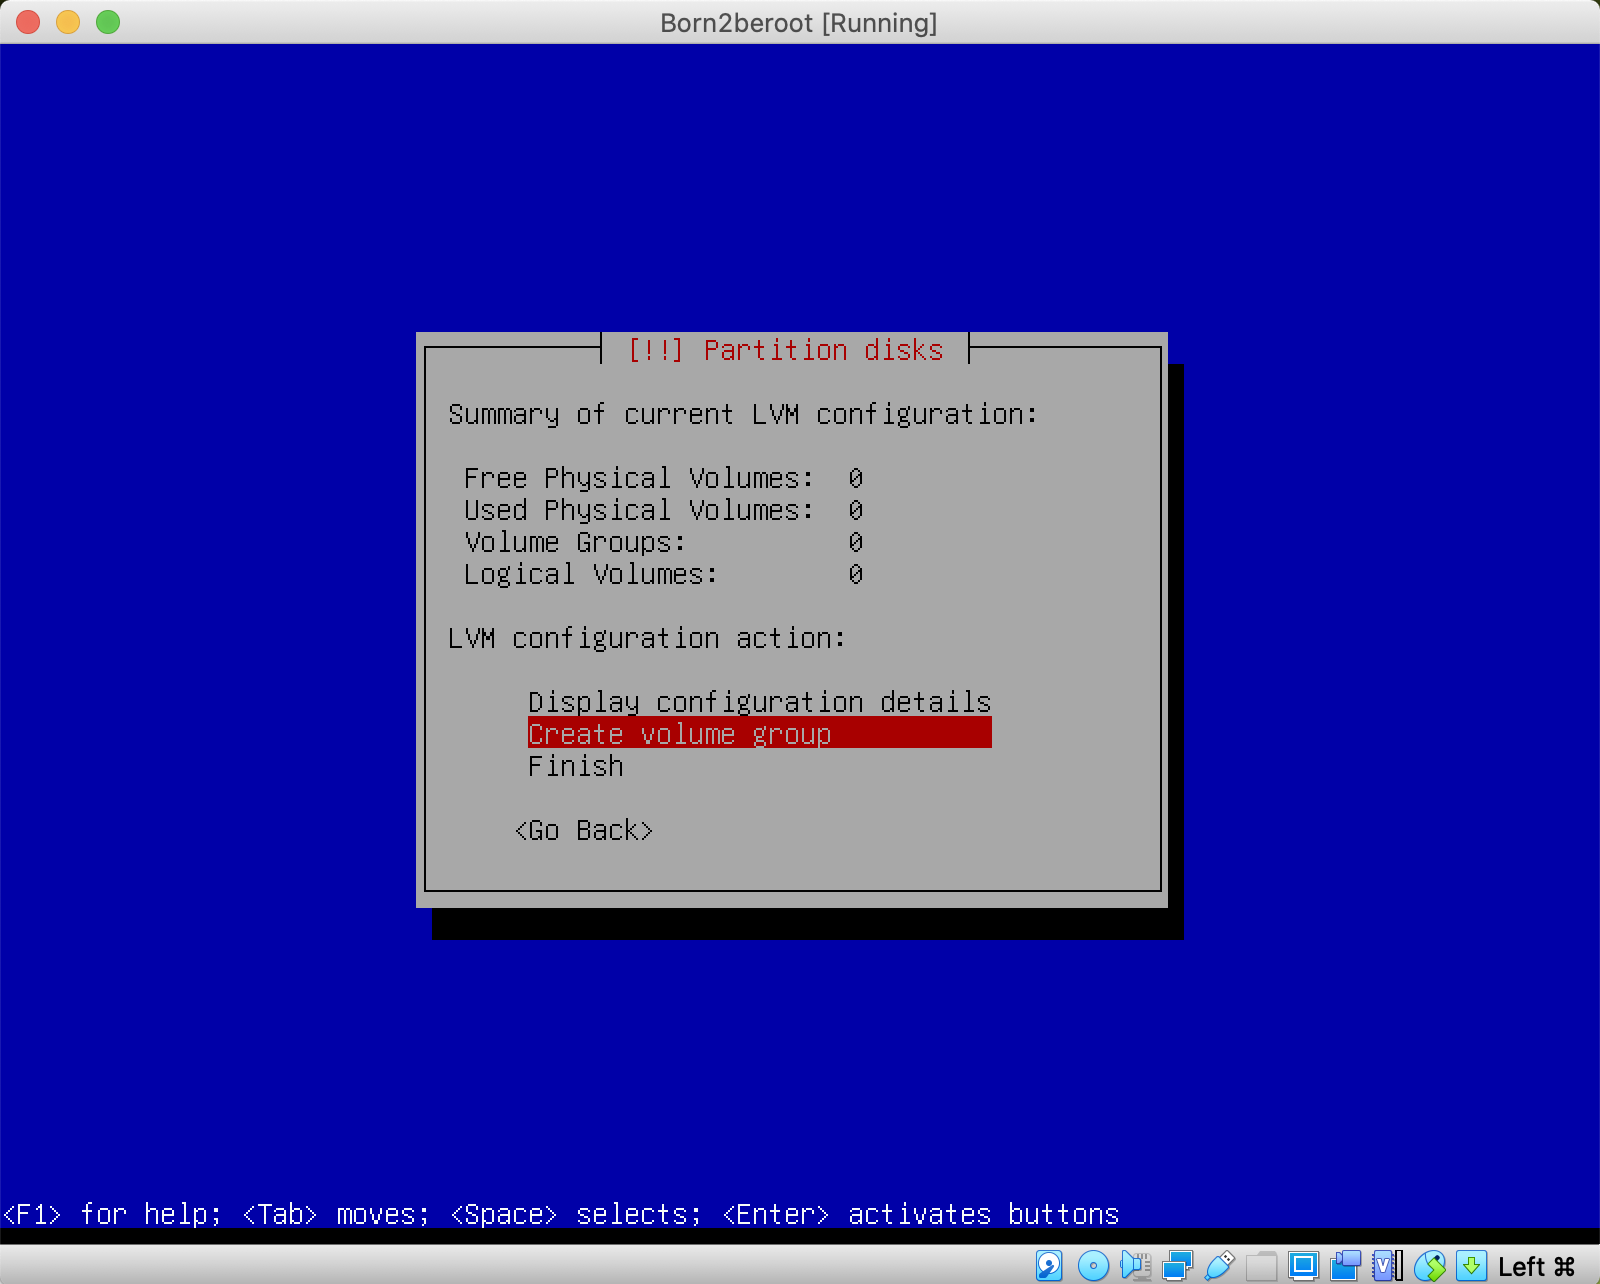 Born2beroot [Running]
[!!] Partition disks
Summary of current LVM configuration:
Free Physical Volumes: 0
Used Physical Volumes: 0
Volume Groups: 0
Logical Volumes: 0
LVM configuration action:
Display configuration details
Create volume group
Finish
<Go Back>
<F1> for help; <Tab> moves; <Space> selects; <Enter> activates buttons
V
Left ⌘